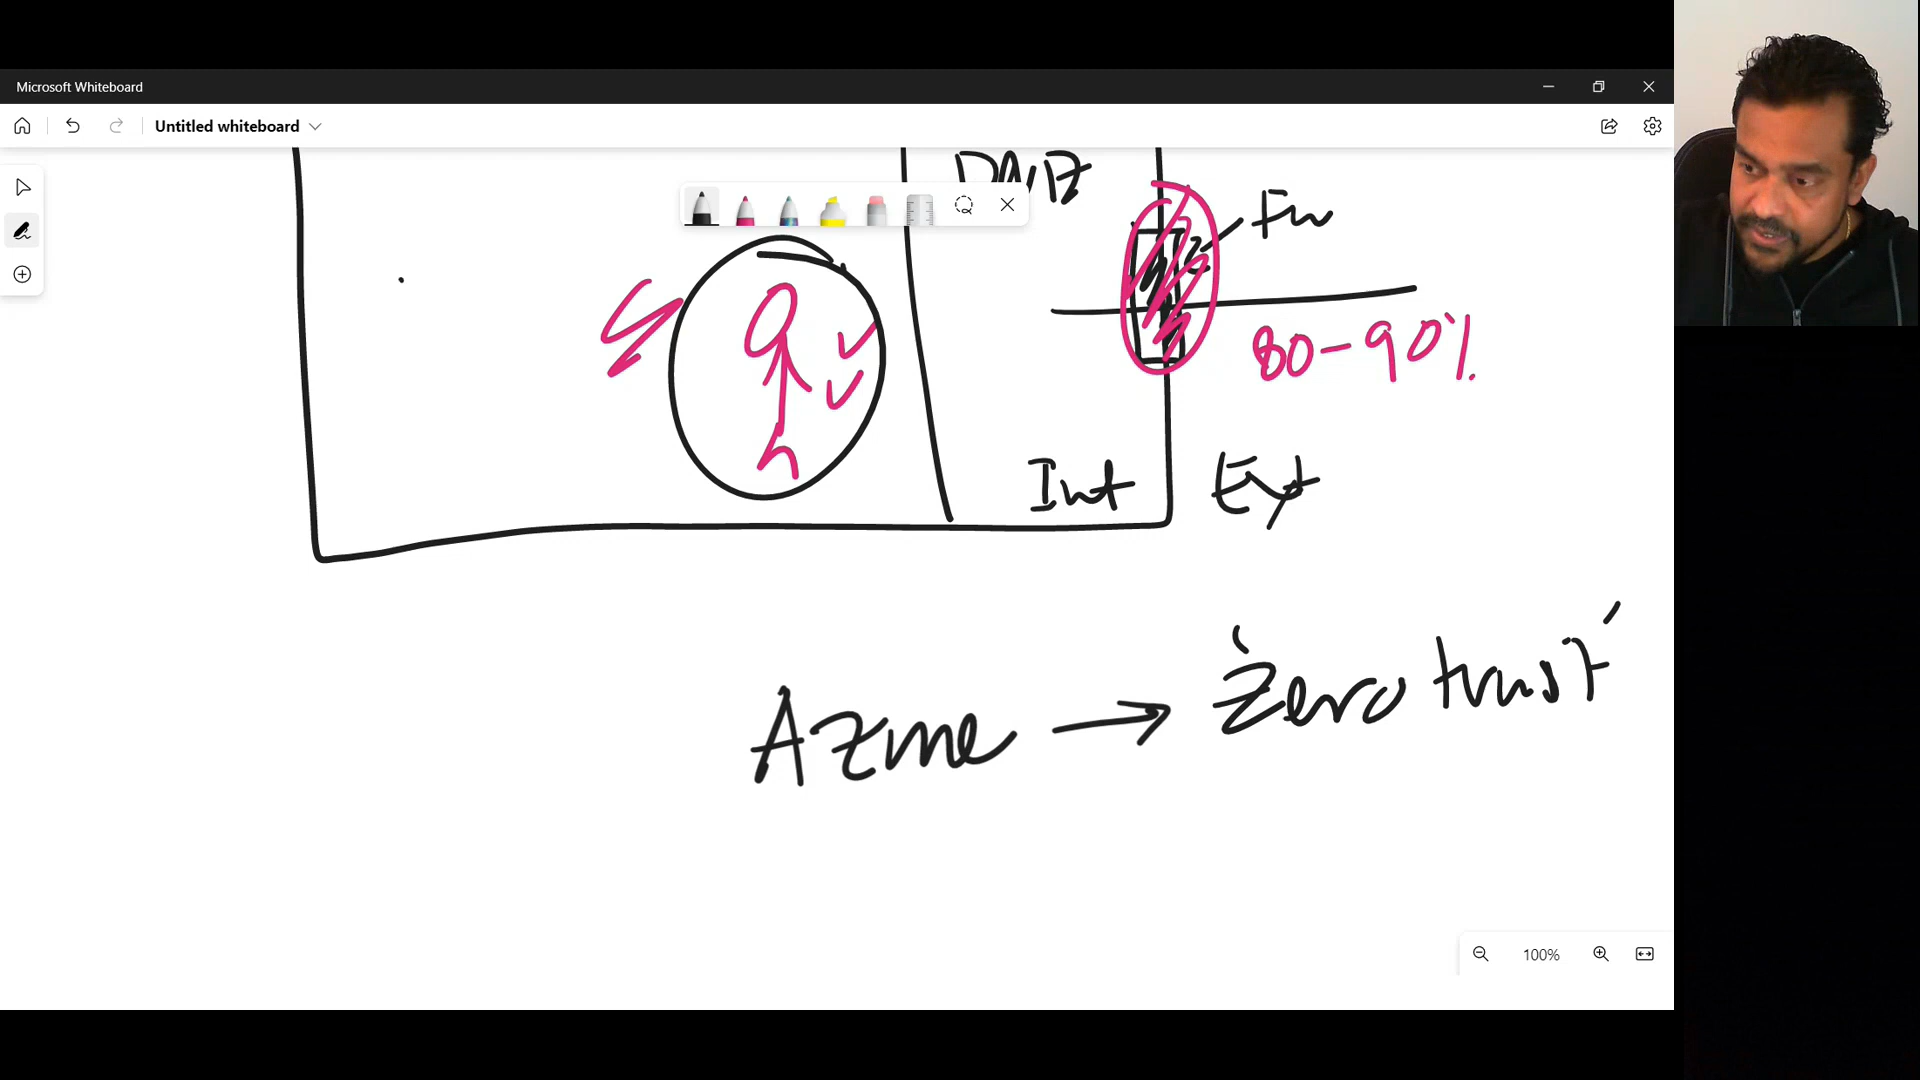 Microsoft Whiteboard
Untitled whiteboard
DMZ
Fw
80-90%
Int Ext
Azure → 'Zero trust'
100%